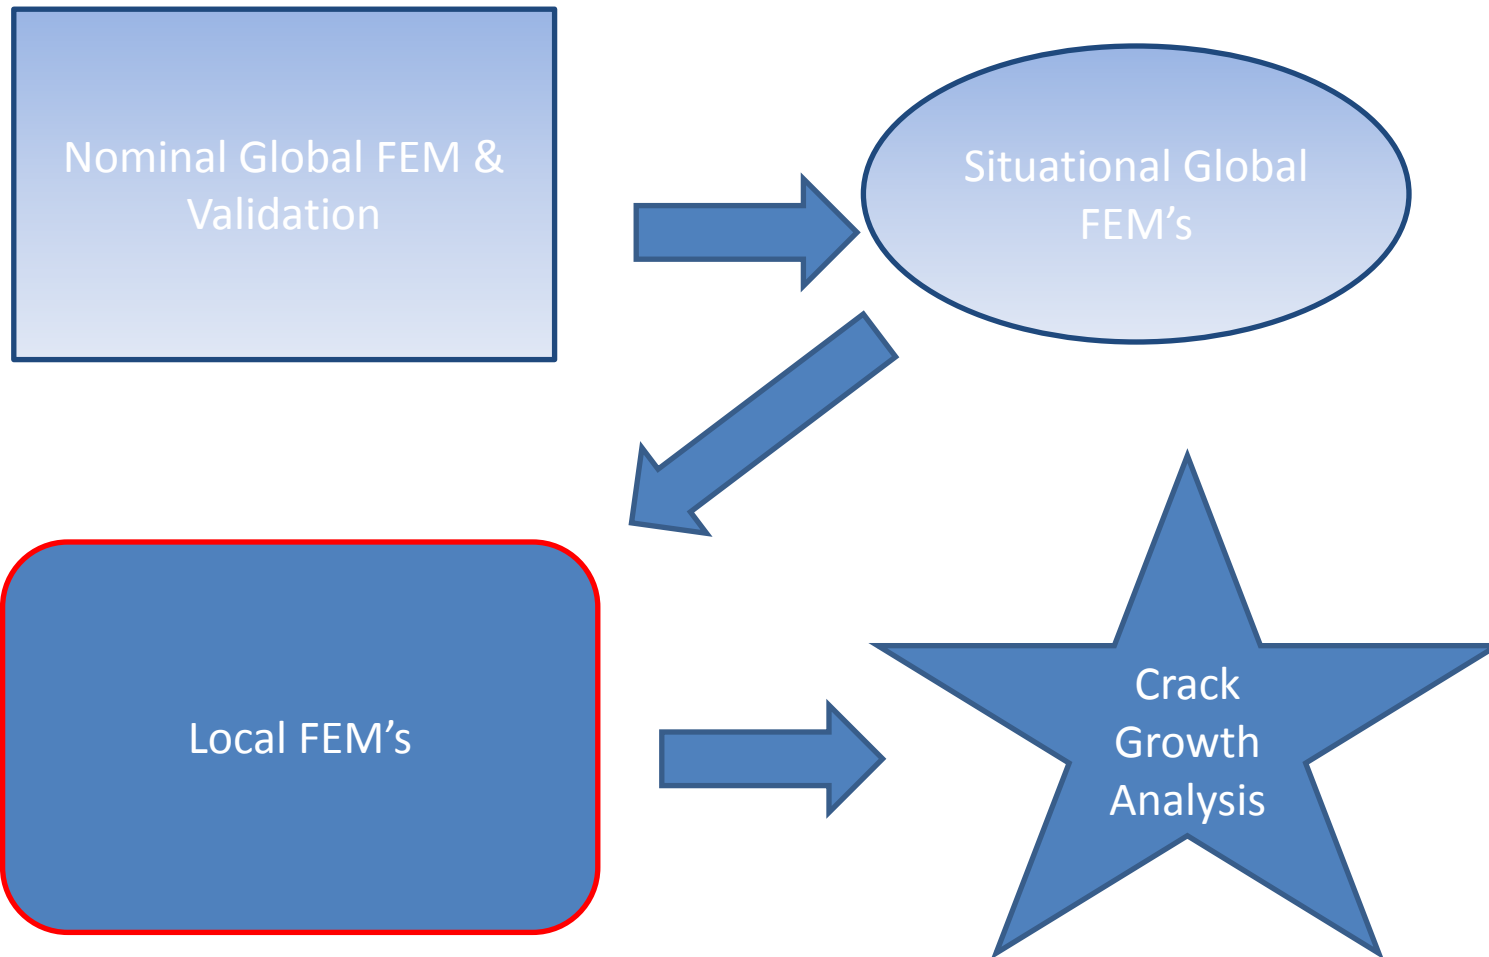 Nominal Global FEM &
Validation
Situational Global
FEM’s
Local FEM’s
Crack
Growth
Analysis